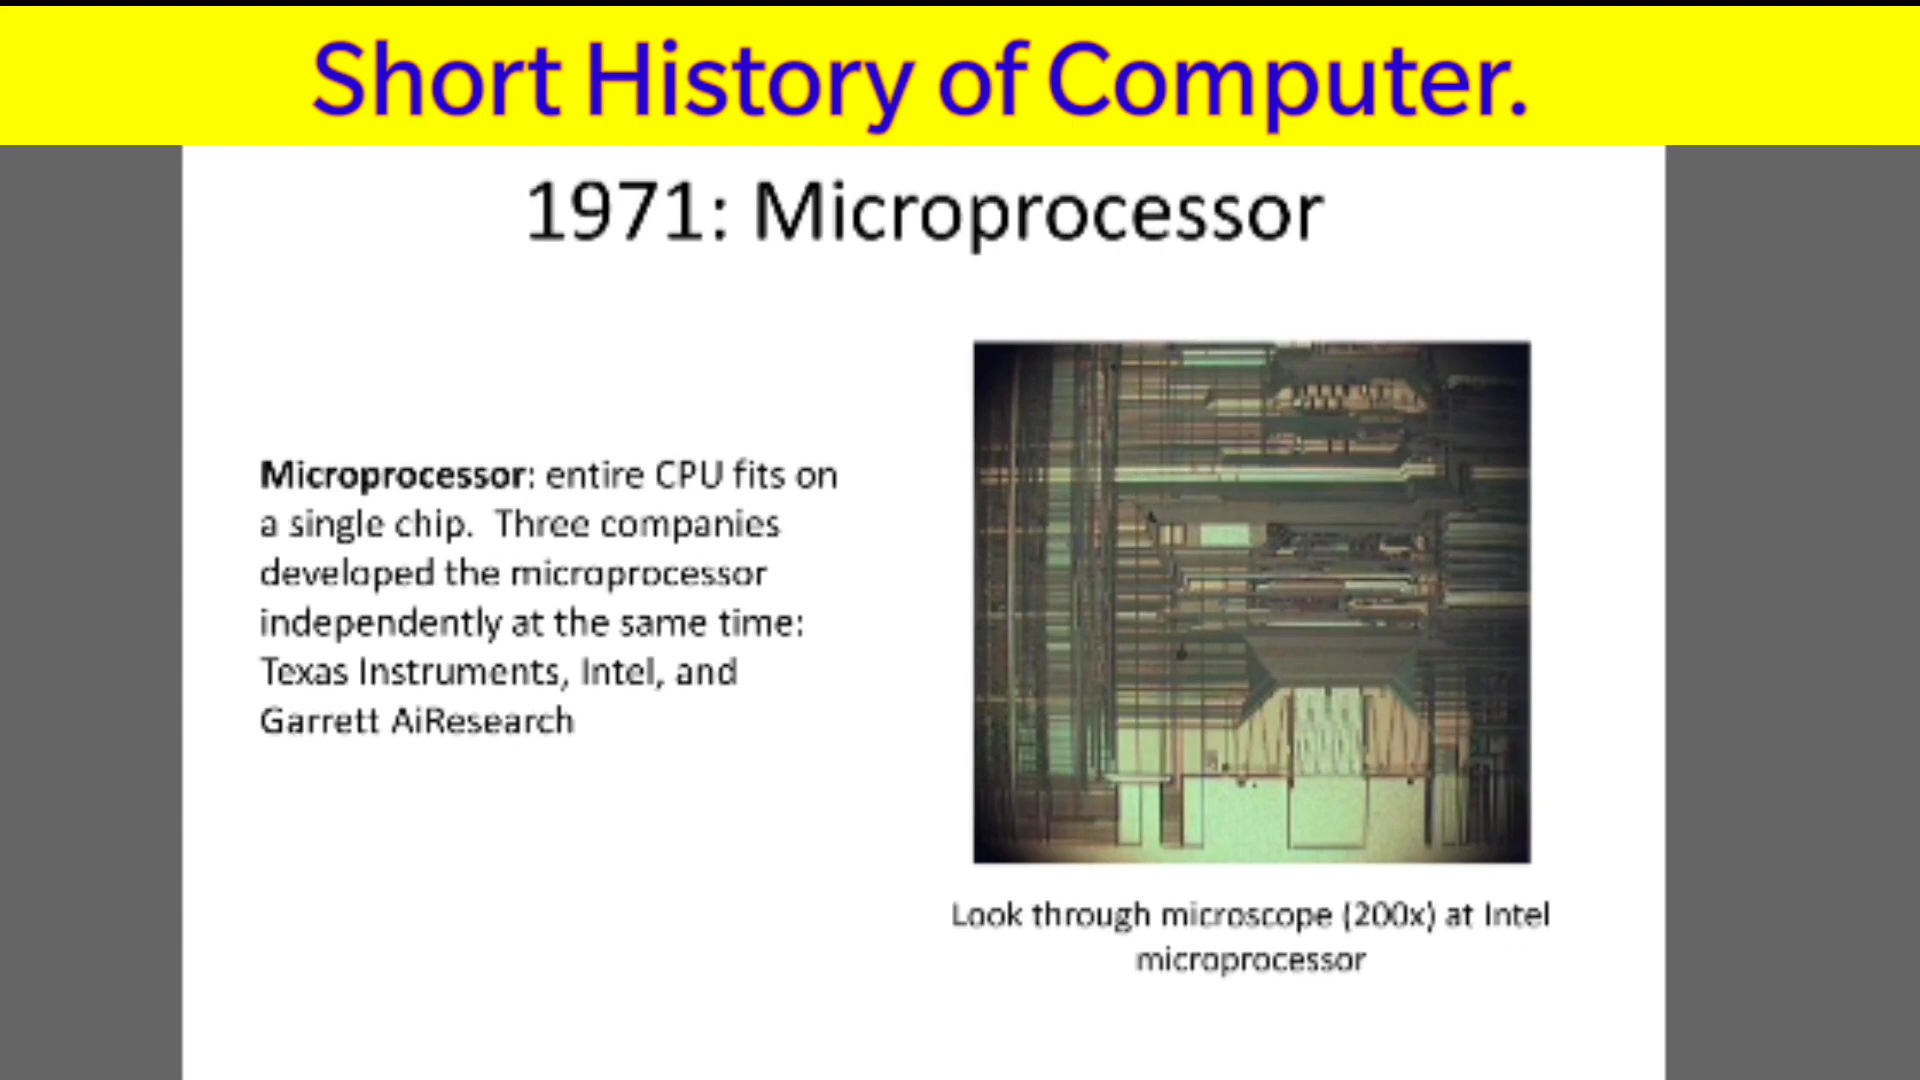 Short History of Computer.
1971: Microprocessor
Microprocessor: entire CPU fits on
a single chip.  Three companies
developed the microprocessor
independently at the same time:
Texas Instruments, Intel, and
Garrett AiResearch
Look through microscope (200x) at Intel
microprocessor